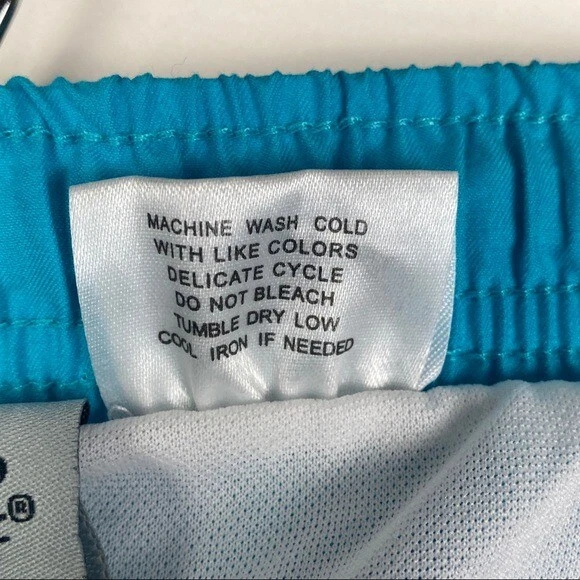 MACHINE WASH COLD
WITH LIKE COLORS
DELICATE CYCLE
DO NOT BLEACH
TUMBLE DRY LOW
COOL IRON IF NEEDED
®